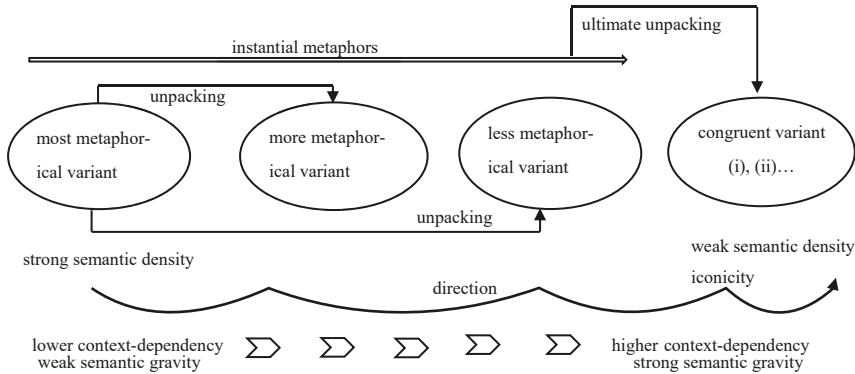 ultimate unpacking
instantial metaphors
unpacking
most metaphor-
ical variant
more metaphor-
ical variant
less metaphor-
ical variant
congruent variant
(i), (ii)…
unpacking
weak semantic density
strong semantic density
iconicity
direction
lower context-dependency
weak semantic gravity
higher context-dependency
strong semantic gravity